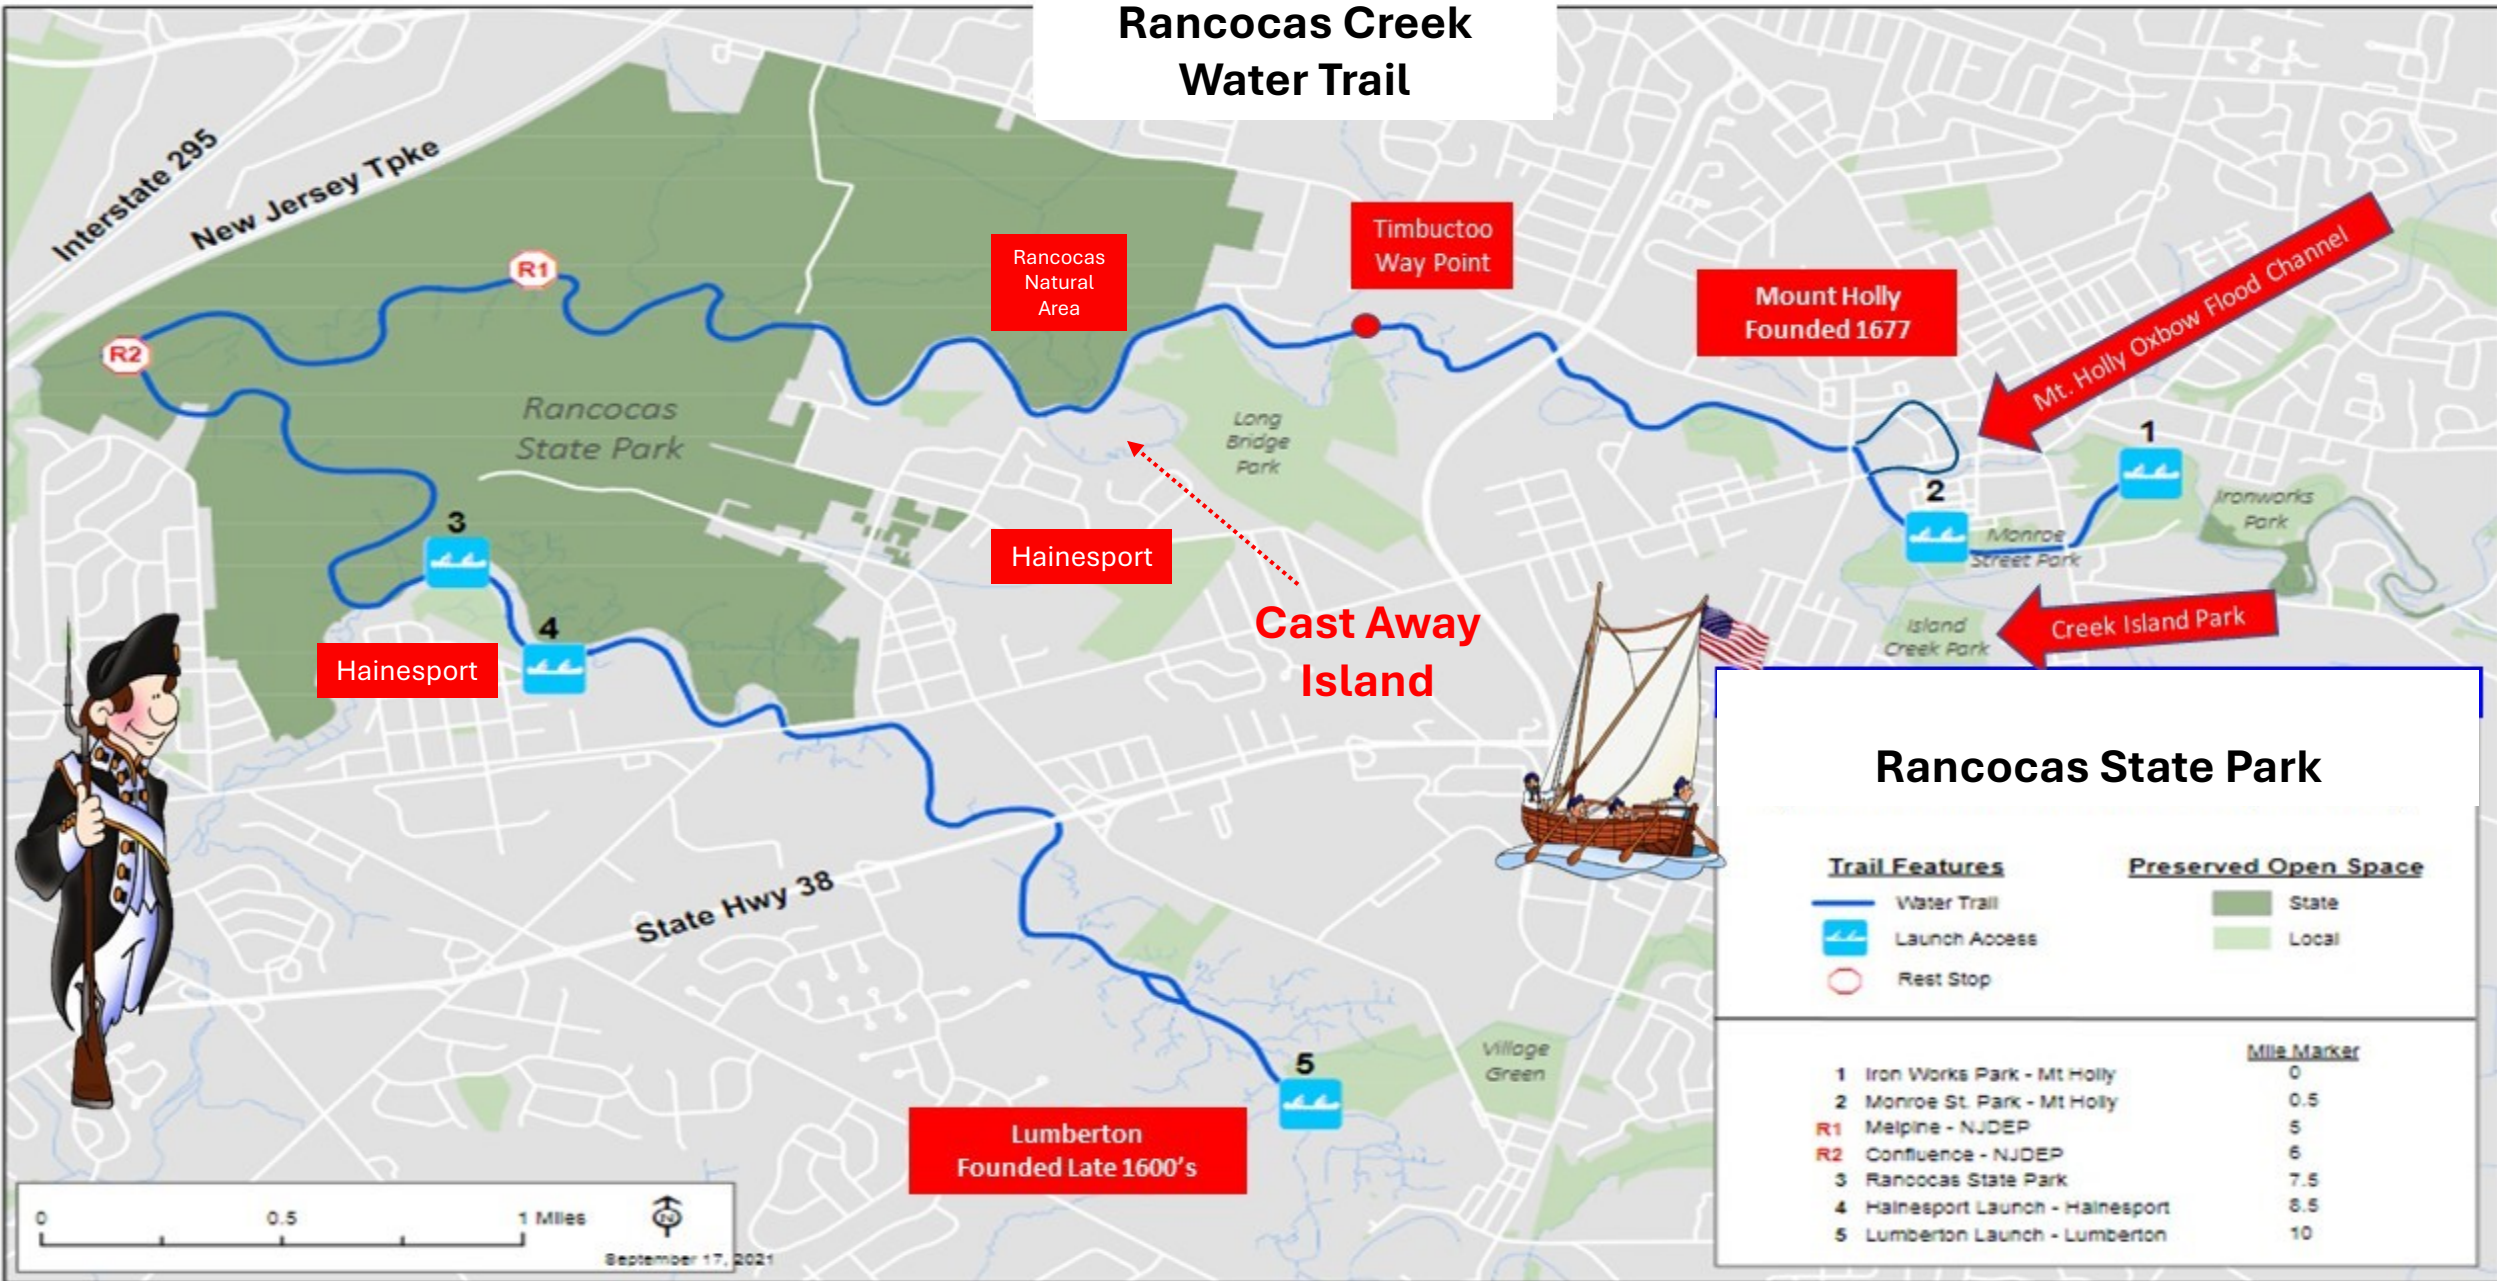 Rancocas Creek
Water Trail
Interstate 295
New Jersey Tpke
R1
R2
Rancocas
State Park
Rancocas
Natural
Area
Timbuctoo
Way Point
Mount Holly
Founded 1677
Mt. Holly Oxbow Flood Channel
Long
Bridge
Park
1
2
Ironworks
Park
Monroe
Street Park
3
Hainesport
4
Hainesport
Cast Away
Island
Island
Creek Park
Creek Island Park
State Hwy 38
5
Village
Green
Lumberton
Founded Late 1600's
0 0.5 1 Miles
N
September 17, 2021
Rancocas State Park
Trail Features Preserved Open Space
Water Trail State
Launch Access Local
Rest Stop
Mile Marker
1 Iron Works Park - Mt Holly 0
2 Monroe St. Park - Mt Holly 0.5
R1 Melpine - NJDEP 5
R2 Confluence - NJDEP 6
3 Rancocas State Park 7.5
4 Hainesport Launch - Hainesport 8.5
5 Lumberton Launch - Lumberton 10